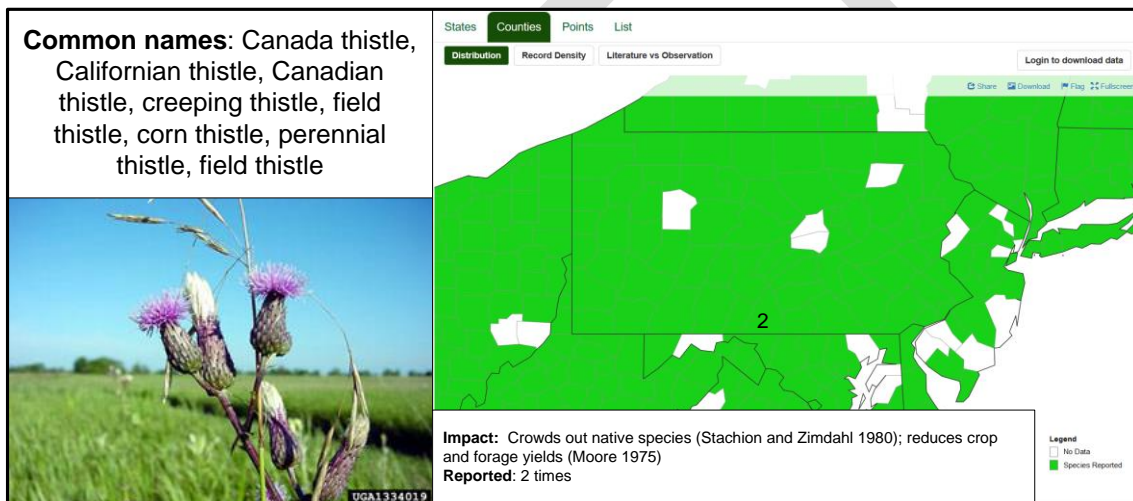 Common names: Canada thistle,
Californian thistle, Canadian
thistle, creeping thistle, field
thistle, corn thistle, perennial
thistle, field thistle
UGA1334019
States Counties Points List
Distribution Record Density Literature vs Observation
Login to download data
Share Download Flag Fullscreen
2
Impact: Crowds out native species (Stachion and Zimdahl 1980); reduces crop
and forage yields (Moore 1975)
Reported: 2 times
Legend
No Data
Species Reported